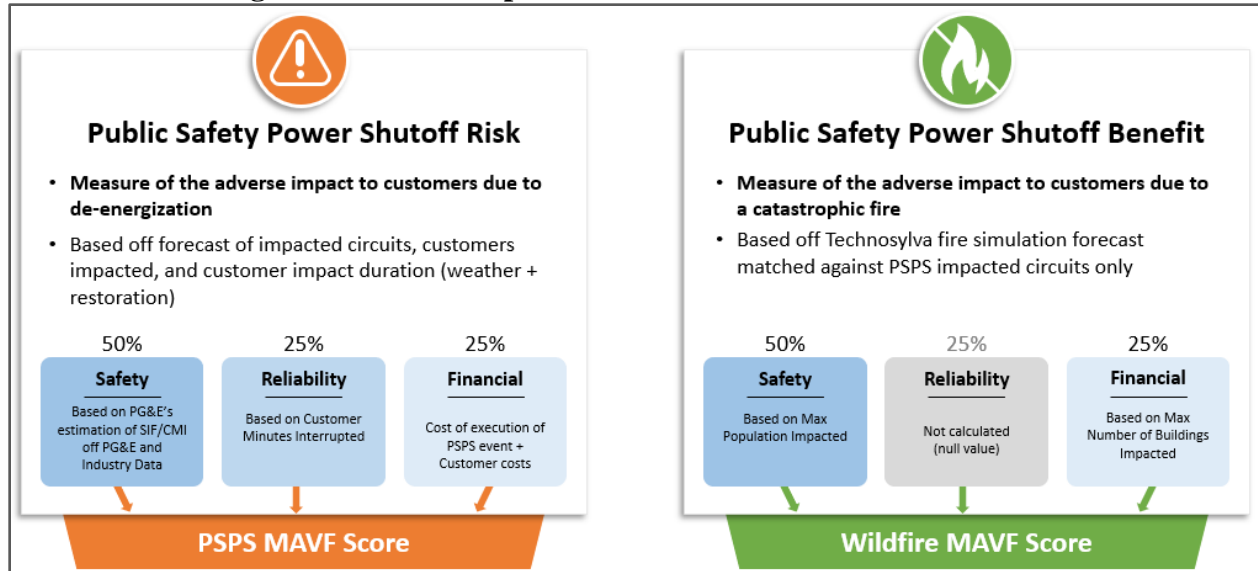 Public Safety Power Shutoff Risk
• Measure of the adverse impact to customers due to
de-energization
• Based off forecast of impacted circuits, customers
impacted, and customer impact duration (weather +
restoration)
50%
Safety
Based on PG&E's
estimation of SIF/CMI
off PG&E and
Industry Data
25%
Reliability
Based on Customer
Minutes Interrupted
25%
Financial
Cost of execution of
PSPS event +
Customer costs
PSPS MAVF Score
Public Safety Power Shutoff Benefit
• Measure of the adverse impact to customers due to
a catastrophic fire
• Based off Technosylva fire simulation forecast
matched against PSPS impacted circuits only
50%
Safety
Based on Max
Population Impacted
25%
Reliability
Not calculated
(null value)
25%
Financial
Based on Max
Number of Buildings
Impacted
Wildfire MAVF Score